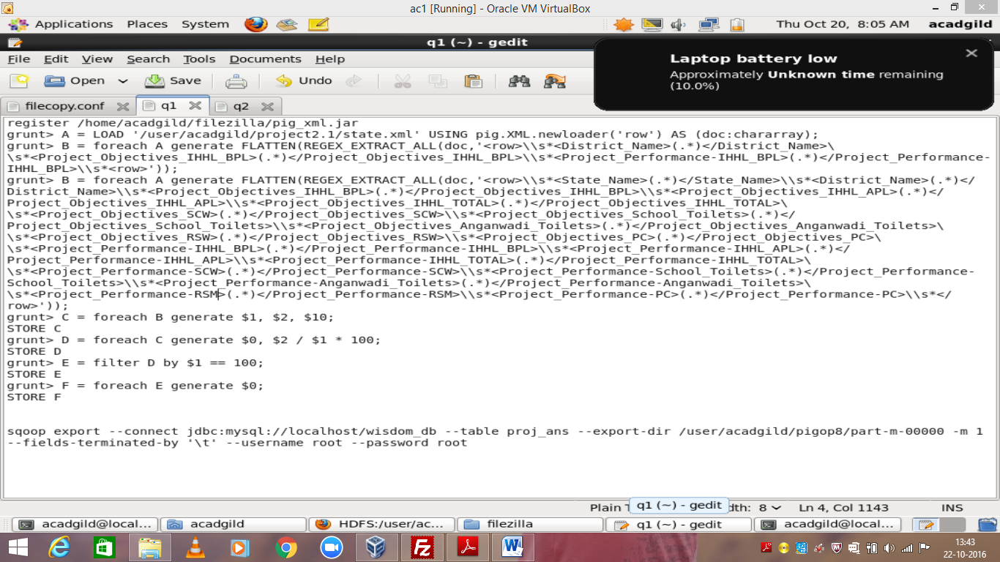 ac1 [Running] - Oracle VM VirtualBox
Applications Places System Thu Oct 20, 8:05 AM acadgild
q1 (~) - gedit
File Edit View Search Tools Documents Help
Laptop battery low
Approximately Unknown time remaining
(10.0%)
Open Save Undo
filecopy.conf q1 q2
register /home/acadgild/filezilla/pig_xml.jar
grunt> A = LOAD '/user/acadgild/project2.1/state.xml' USING pig.XML.newloader('row') AS (doc:chararray);
grunt> B = foreach A generate FLATTEN(REGEX_EXTRACT_ALL(doc,'<row>\\s*<District_Name>(.*)</District_Name>\
\s*<Project_Objectives_IHHL_BPL>(.*)</Project_Objectives_IHHL_BPL>\\s*<Project_Performance-IHHL_BPL>(.*)</Project_Performance-
IHHL_BPL>\\s*<row>'));
grunt> B = foreach A generate FLATTEN(REGEX_EXTRACT_ALL(doc,'<row>\\s*<State_Name>(.*)</State_Name>\\s*<District_Name>(.*)</
District_Name>\\s*<Project_Objectives_IHHL_BPL>(.*)</Project_Objectives_IHHL_BPL>\\s*<Project_Objectives_IHHL_APL>(.*)</
Project_Objectives_IHHL_APL>\\s*<Project_Objectives_IHHL_TOTAL>(.*)</Project_Objectives_IHHL_TOTAL>\
\s*<Project_Objectives_SCW>(.*)</Project_Objectives_SCW>\\s*<Project_Objectives_School_Toilets>(.*)</
Project_Objectives_School_Toilets>\\s*<Project_Objectives_Anganwadi_Toilets>(.*)</Project_Objectives_Anganwadi_Toilets>\
\s*<Project_Objectives_RSW>(.*)</Project_Objectives_RSW>\\s*<Project_Objectives_PC>(.*)</Project_Objectives_PC>\
\s*<Project_Performance-IHHL_BPL>(.*)</Project_Performance-IHHL_BPL>\\s*<Project_Performance-IHHL_APL>(.*)</
Project_Performance-IHHL_APL>\\s*<Project_Performance-IHHL_TOTAL>(.*)</Project_Performance-IHHL_TOTAL>\
\s*<Project_Performance-SCW>(.*)</Project_Performance-SCW>\\s*<Project_Performance-School_Toilets>(.*)</Project_Performance-
School_Toilets>\\s*<Project_Performance-Anganwadi_Toilets>(.*)</Project_Performance-Anganwadi_Toilets>\
\s*<Project_Performance-RSM>(.*)</Project_Performance-RSM>\\s*<Project_Performance-PC>(.*)</Project_Performance-PC>\\s*</
row>'));
grunt> C = foreach B generate $1, $2, $10;
STORE C
grunt> D = foreach C generate $0, $2 / $1 * 100;
STORE D
grunt> E = filter D by $1 == 100;
STORE E
grunt> F = foreach E generate $0;
STORE F
sqoop export --connect jdbc:mysql://localhost/wisdom_db --table proj_ans --export-dir /user/acadgild/pigop8/part-m-00000 -m 1
--fields-terminated-by '\t' --username root --password root
Plain q1 (~) - gedit 8 Ln 4, Col 1143 INS
acadgild@local... acadgild HDFS:/user/ac... filezilla q1 (~) - gedit acadgild@local...
13:43
22-10-2016